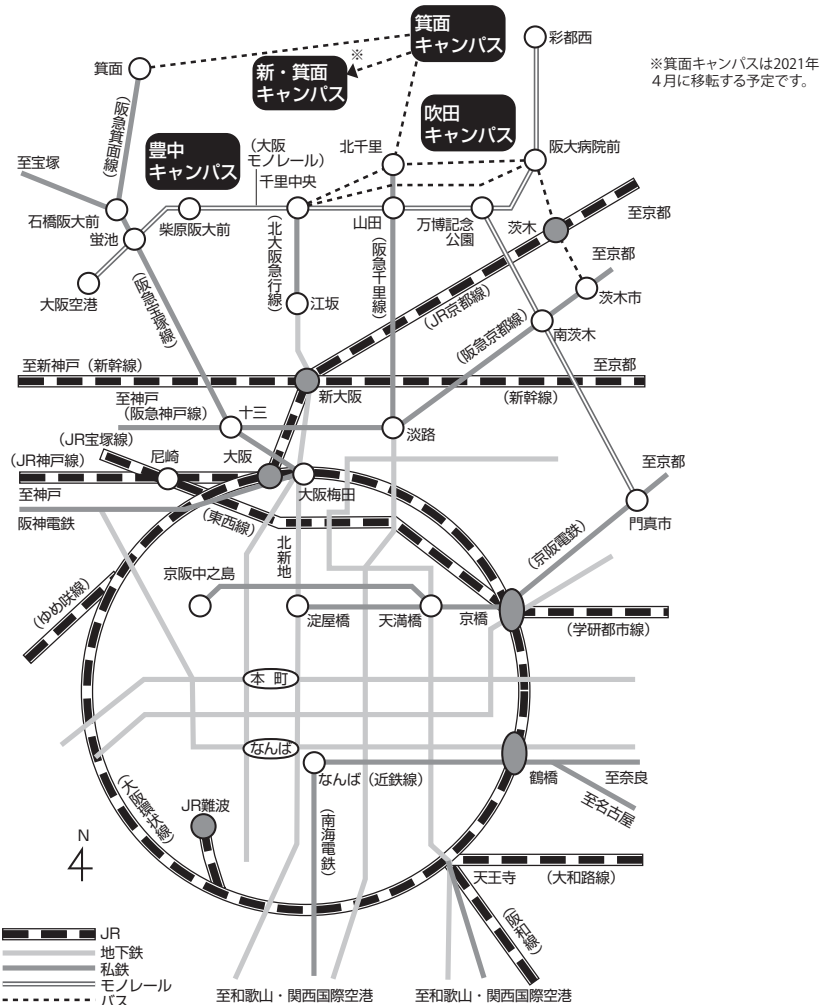 箕面
キャンパス
彩都西
※箕面キャンパスは2021年
4月に移転する予定です。
箕面
※
新・箕面
キャンパス
吹田
キャンパス
(阪急箕面線)
豊中
キャンパス
(大阪
モノレール)
千里中央
北千里
阪大病院前
至宝塚
石橋阪大前
蛍池
柴原阪大前
山田
万博記念
公園
茨木
至京都
至京都
大阪空港
(阪急宝塚線)
(北大阪急行線)
江坂
(阪急千里線)
(JR京都線)
(阪急京都線)
茨木市
南茨木
至新神戸(新幹線)
至京都
新大阪
(新幹線)
至神戸
(阪急神戸線)
十三
淡路
(JR宝塚線)
(JR神戸線)
尼崎
大阪
大阪梅田
至京都
至神戸
阪神電鉄
(東西線)
門真市
(京阪電鉄)
北新地
京阪中之島
淀屋橋
天満橋
京橋
(学研都市線)
(ゆめ咲線)
本町
なんば
なんば(近鉄線)
鶴橋
至奈良
至名古屋
(大阪環状線)
JR難波
(南海電鉄)
N
天王寺
(大和路線)
(阪和線)
JR
地下鉄
私鉄
モノレール
バス
至和歌山・関西国際空港
至和歌山・関西国際空港